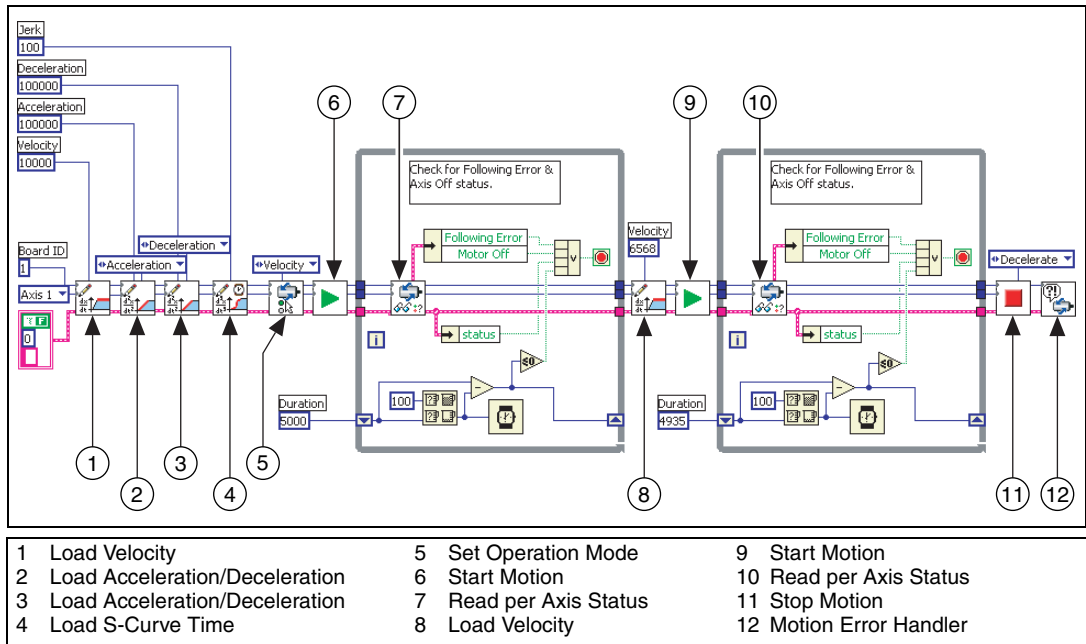 Jerk
100
Deceleration
100000
Acceleration
100000
Velocity
10000
Board ID
1
Axis 1
Acceleration
Deceleration
Velocity
6
7
Check for Following Error &
Axis Off status.
Following Error
Motor Off
status
i
Duration
5000
100
≤0
Velocity
6568
9
10
Check for Following Error &
Axis Off status.
Following Error
Motor Off
status
i
Duration
4935
100
≤0
Decelerate
1
2
3
4
5
8
11
12
1 Load Velocity
2 Load Acceleration/Deceleration
3 Load Acceleration/Deceleration
4 Load S-Curve Time
5 Set Operation Mode
6 Start Motion
7 Read per Axis Status
8 Load Velocity
9 Start Motion
10 Read per Axis Status
11 Stop Motion
12 Motion Error Handler